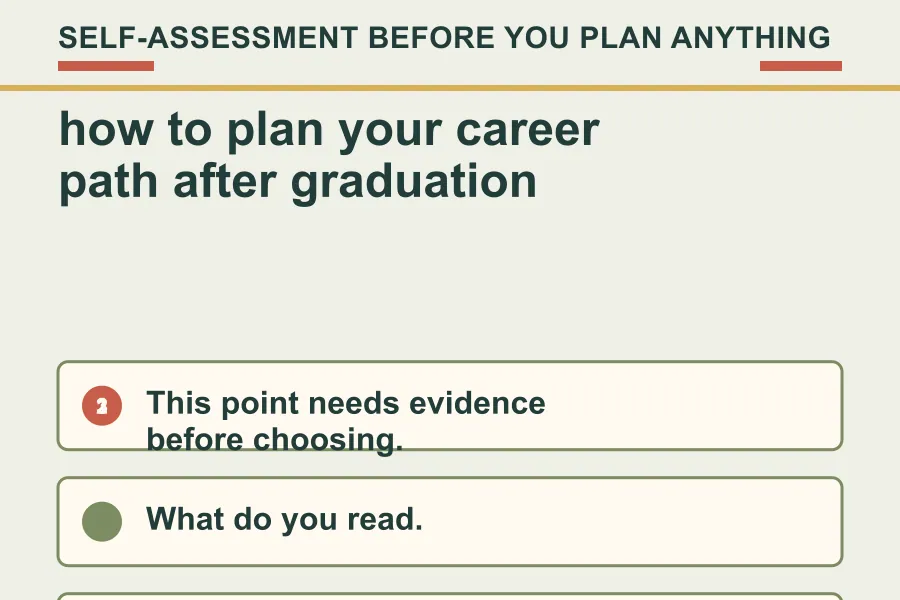 SELF-ASSESSMENT BEFORE YOU PLAN ANYTHING
how to plan your career
path after graduation
This point needs evidence
before choosing.
What do you read.